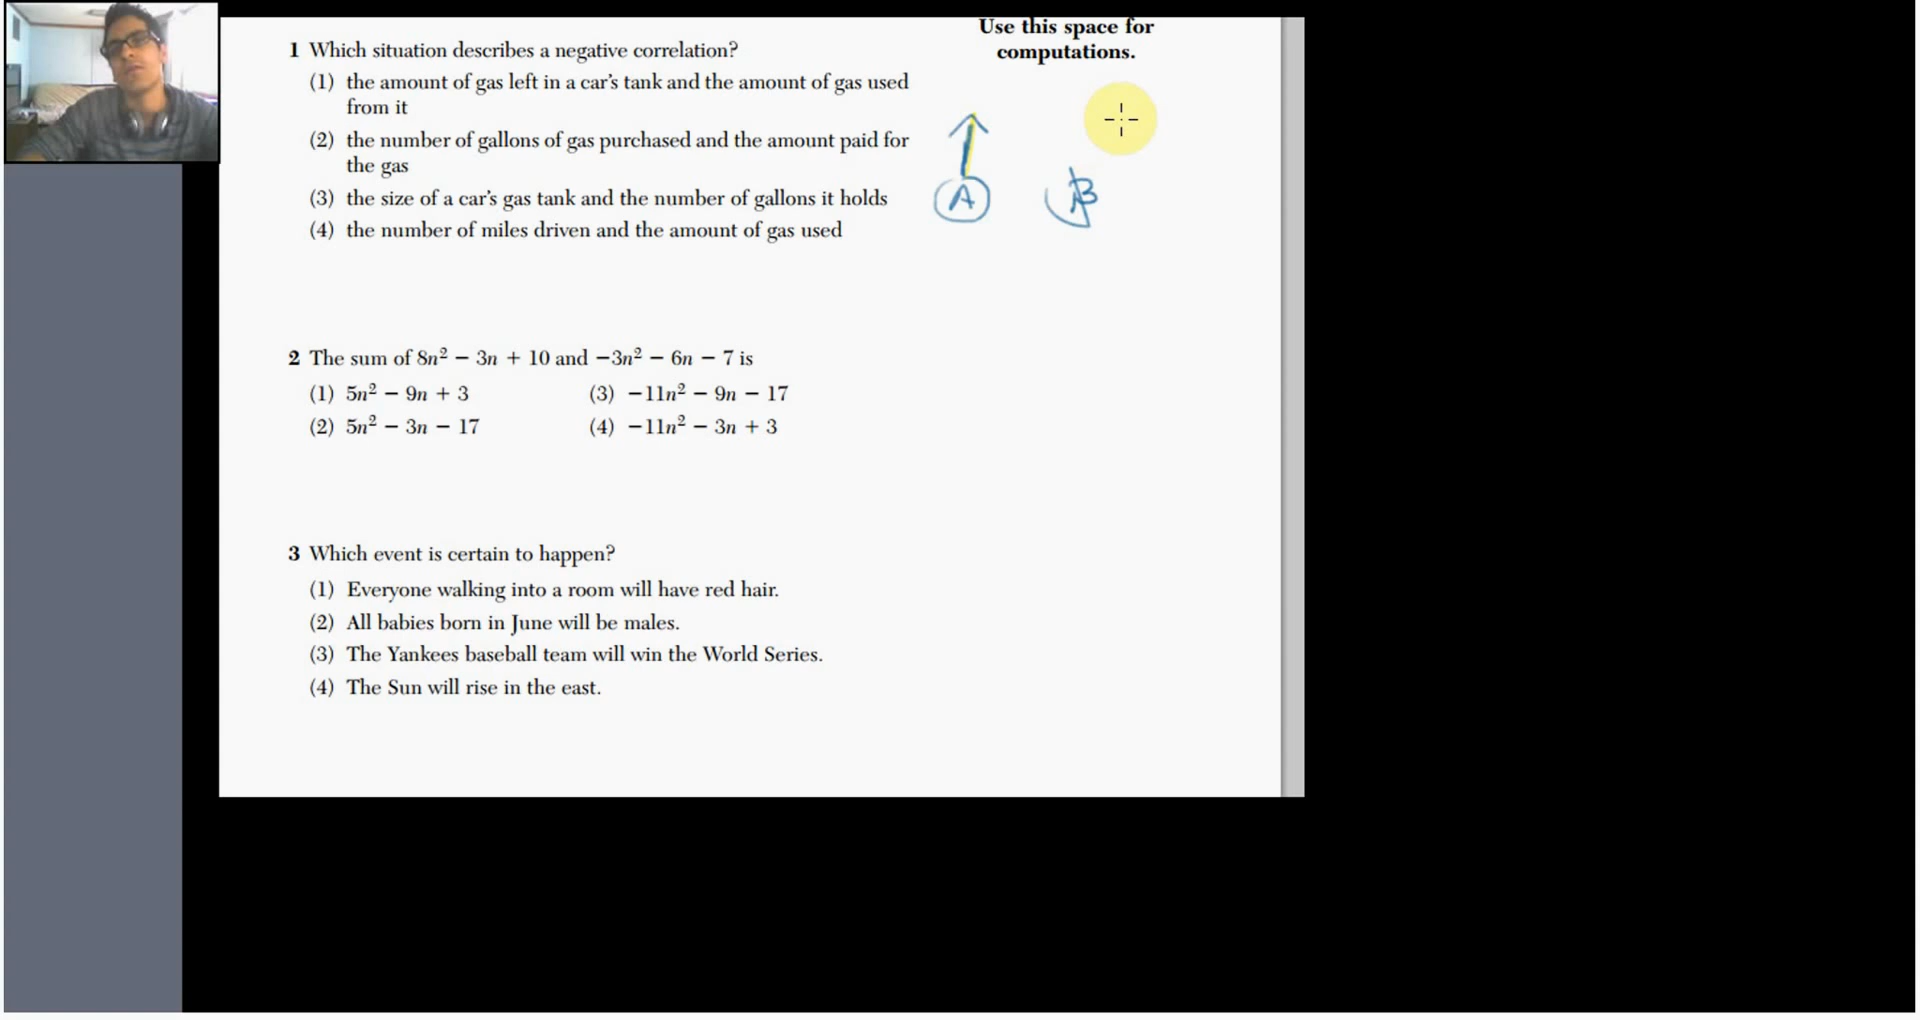 Use this space for
computations.
1 Which situation describes a negative correlation?
(1) the amount of gas left in a car's tank and the amount of gas used
from it
(2) the number of gallons of gas purchased and the amount paid for
the gas
(3) the size of a car's gas tank and the number of gallons it holds
(4) the number of miles driven and the amount of gas used
A B
2 The sum of 8n² − 3n + 10 and −3n² − 6n − 7 is
(1) 5n² − 9n + 3 (3) −11n² − 9n − 17
(2) 5n² − 3n − 17 (4) −11n² − 3n + 3
3 Which event is certain to happen?
(1) Everyone walking into a room will have red hair.
(2) All babies born in June will be males.
(3) The Yankees baseball team will win the World Series.
(4) The Sun will rise in the east.